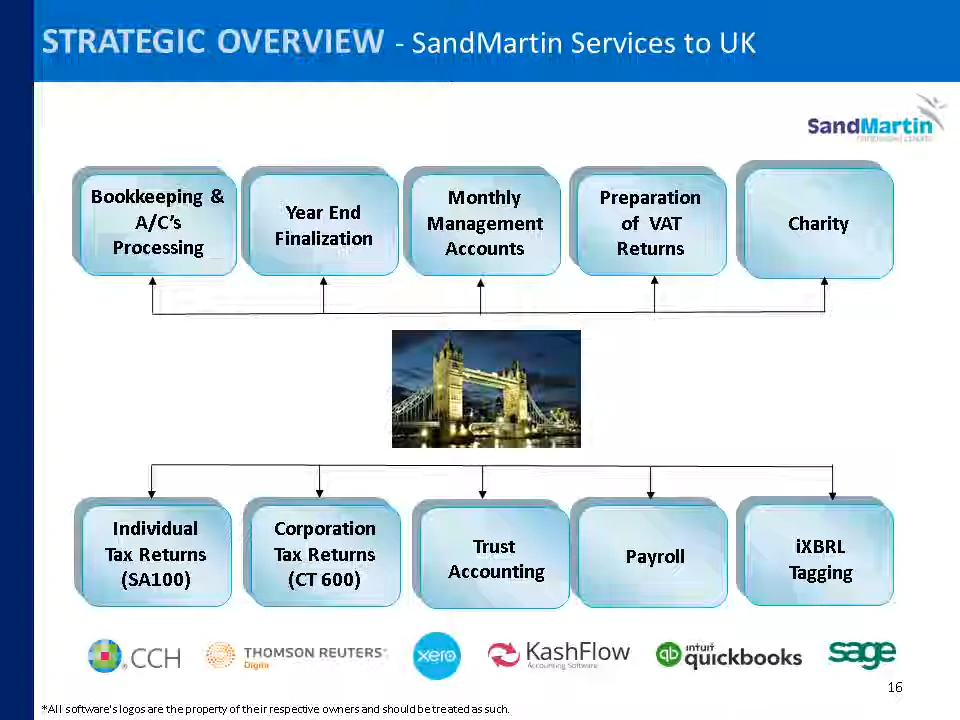 STRATEGIC OVERVIEW - SandMartin Services to UK
SandMartin
Bookkeeping &
A/C's
Processing
Year End
Finalization
Monthly
Management
Accounts
Preparation
of VAT
Returns
Charity
Individual
Tax Returns
(SA100)
Corporation
Tax Returns
(CT 600)
Trust
Accounting
Payroll
iXBRL
Tagging
CCH
THOMSON REUTERS
Digita
xero
KashFlow
Accounting Software
qb
intuit
quickbooks
sage
16
*All software's logos are the property of their respective owners and should be treated as such.